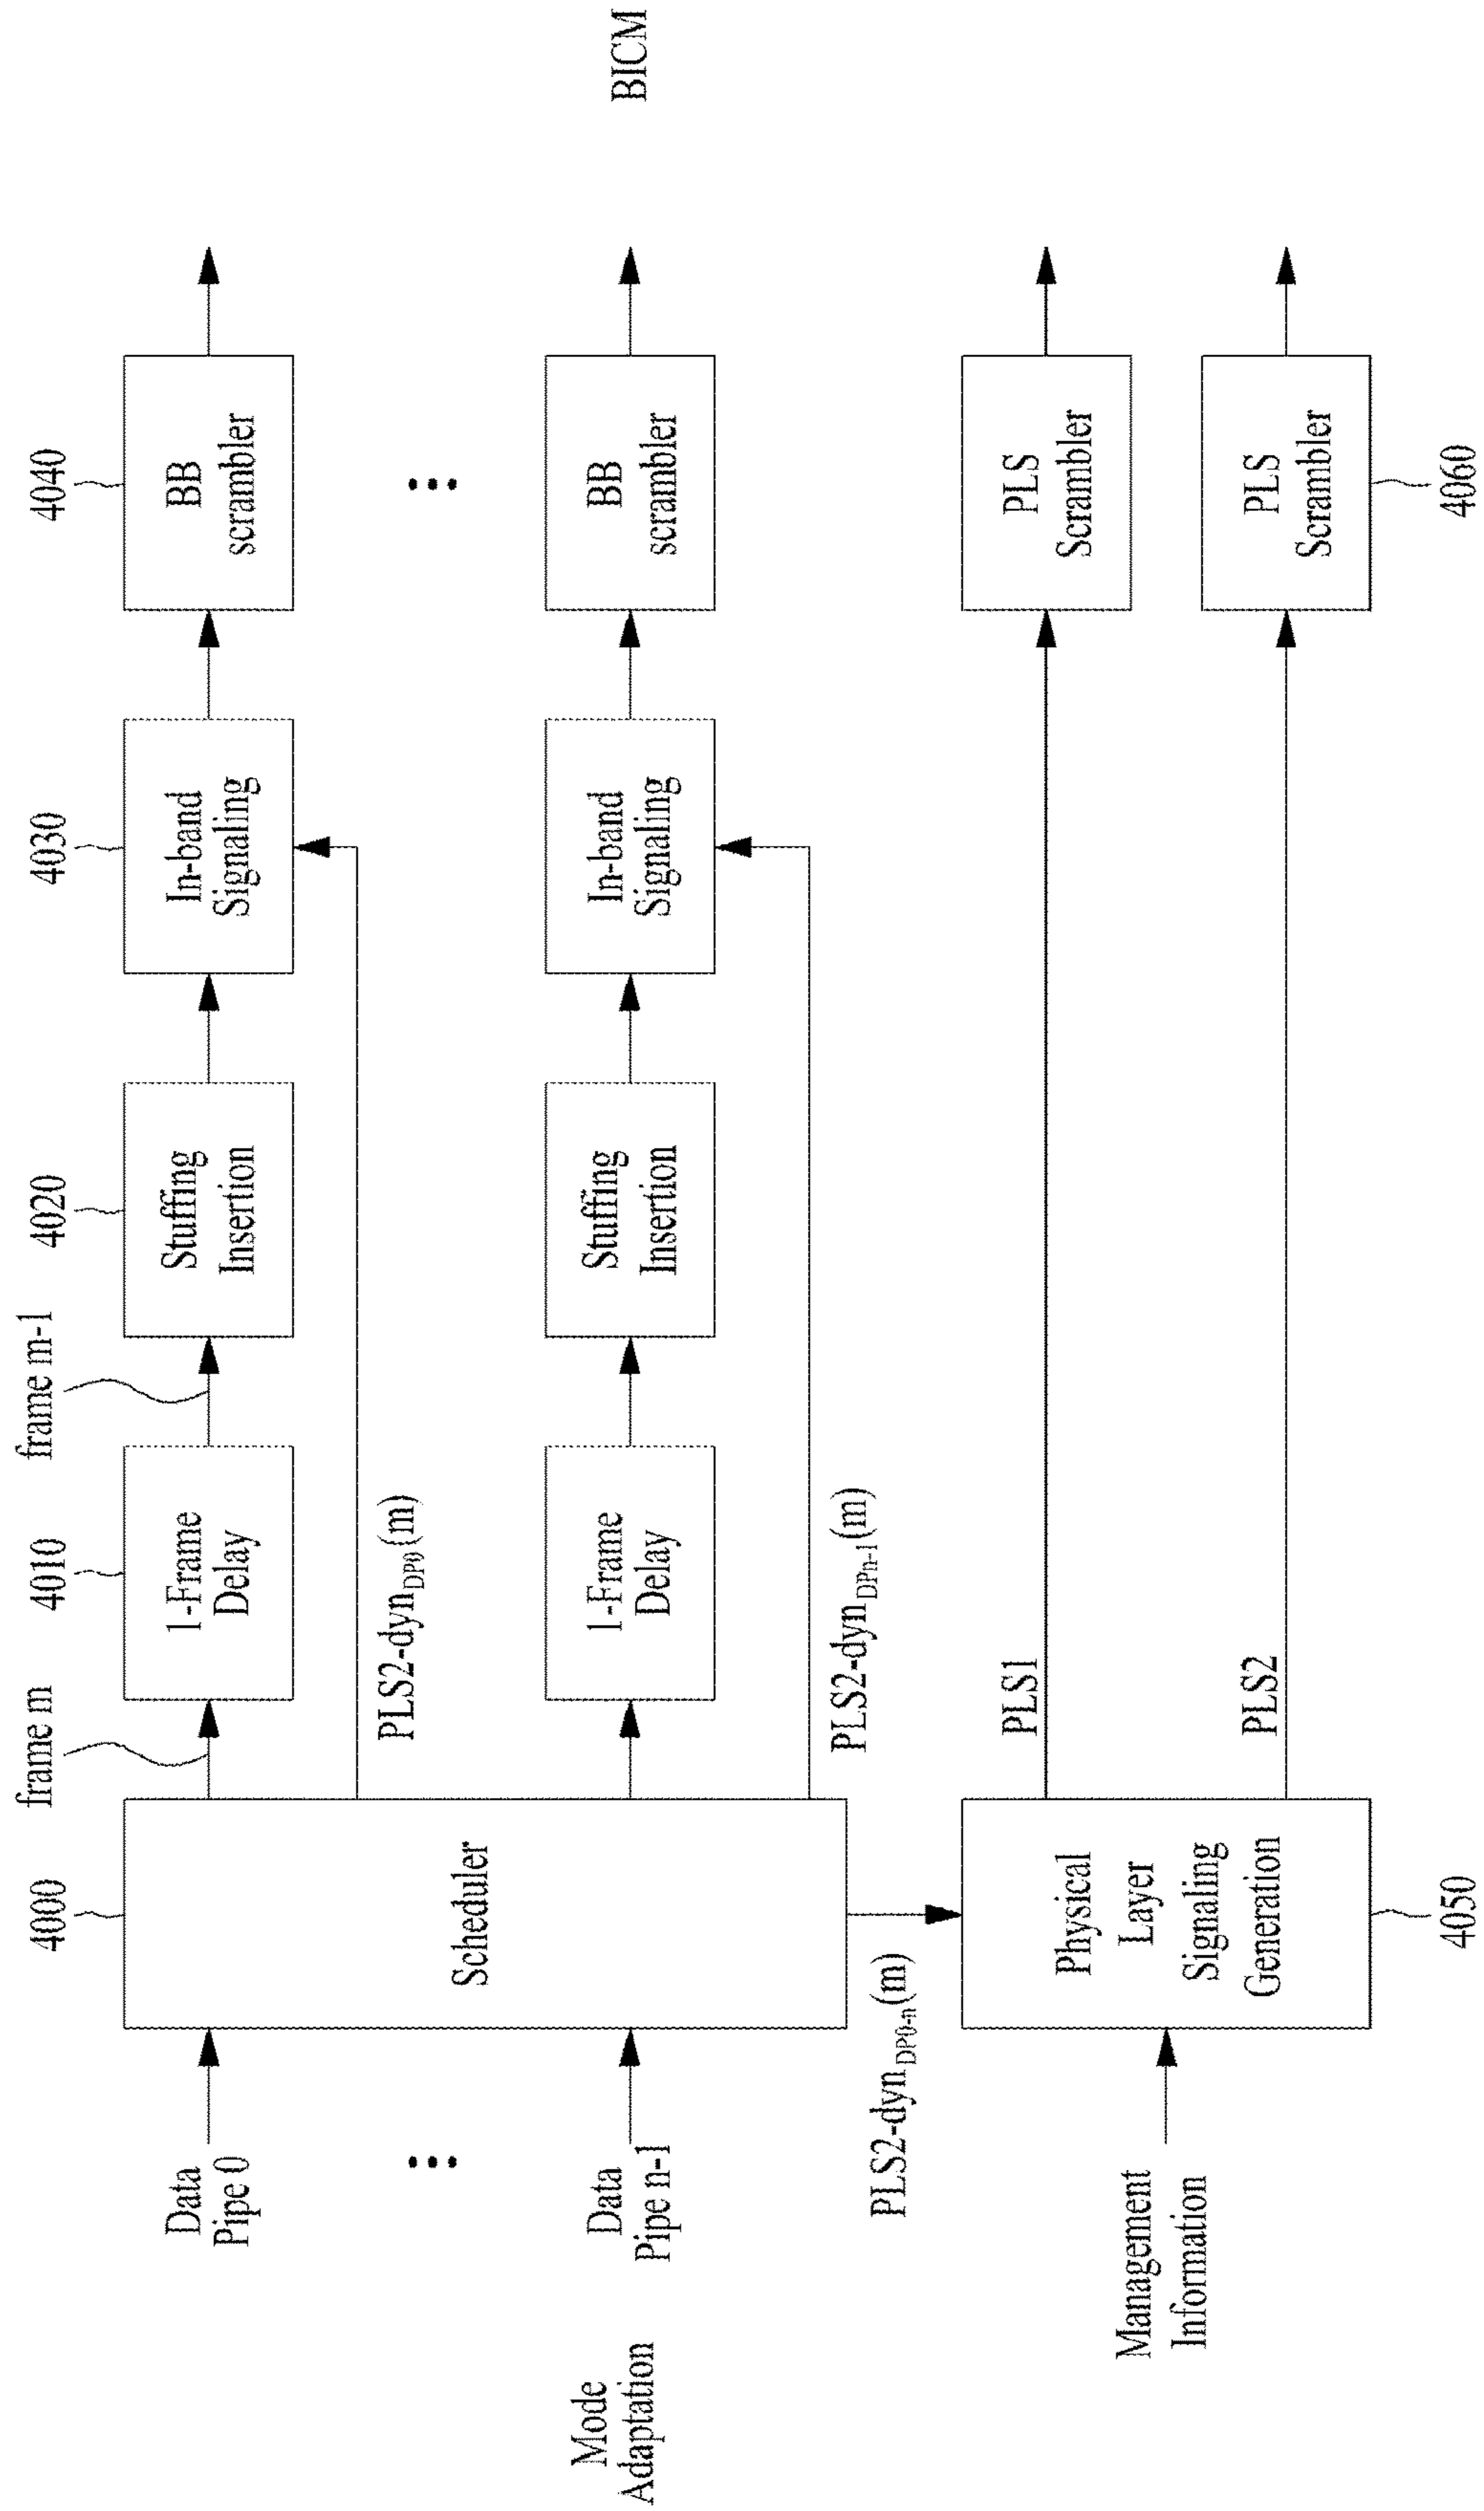 4000
frame m
4010
frame m-1
4020
4030
4040
Data
Pipe 0
Scheduler
1-Frame
Delay
Stuffing
Insertion
In-band
Signaling
BB
scrambler
PLS2-dynDP0(m)
Mode
Adaptation
Data
Pipe n-1
1-Frame
Delay
Stuffing
Insertion
In-band
Signaling
BB
scrambler
BICM
PLS2-dynDPn-1(m)
PLS2-dynDP0-n(m)
Management
Information
Physical
Layer
Signaling
Generation
PLS1
PLS
Scrambler
PLS2
PLS
Scrambler
4050
4060